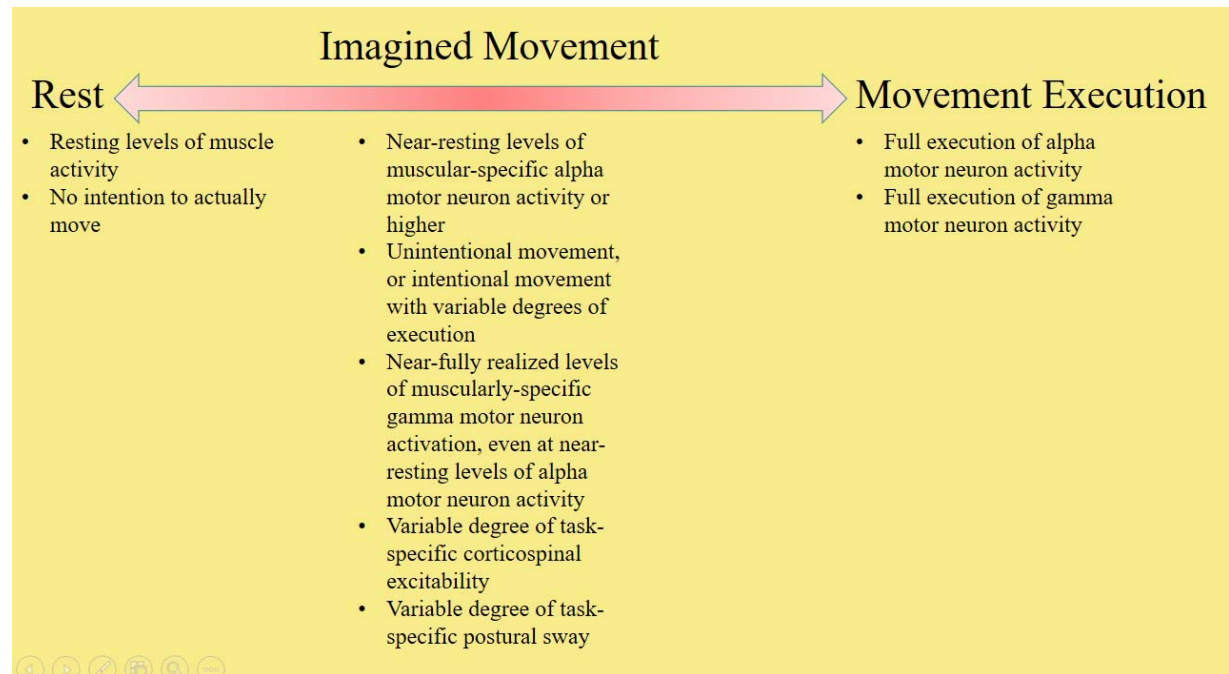 Imagined Movement
Rest
Movement Execution
• Resting levels of muscle
activity
• No intention to actually
move
• Near-resting levels of
muscular-specific alpha
motor neuron activity or
higher
• Unintentional movement,
or intentional movement
with variable degrees of
execution
• Near-fully realized levels
of muscularly-specific
gamma motor neuron
activation, even at near-
resting levels of alpha
motor neuron activity
• Variable degree of task-
specific corticospinal
excitability
• Variable degree of task-
specific postural sway
• Full execution of alpha
motor neuron activity
• Full execution of gamma
motor neuron activity